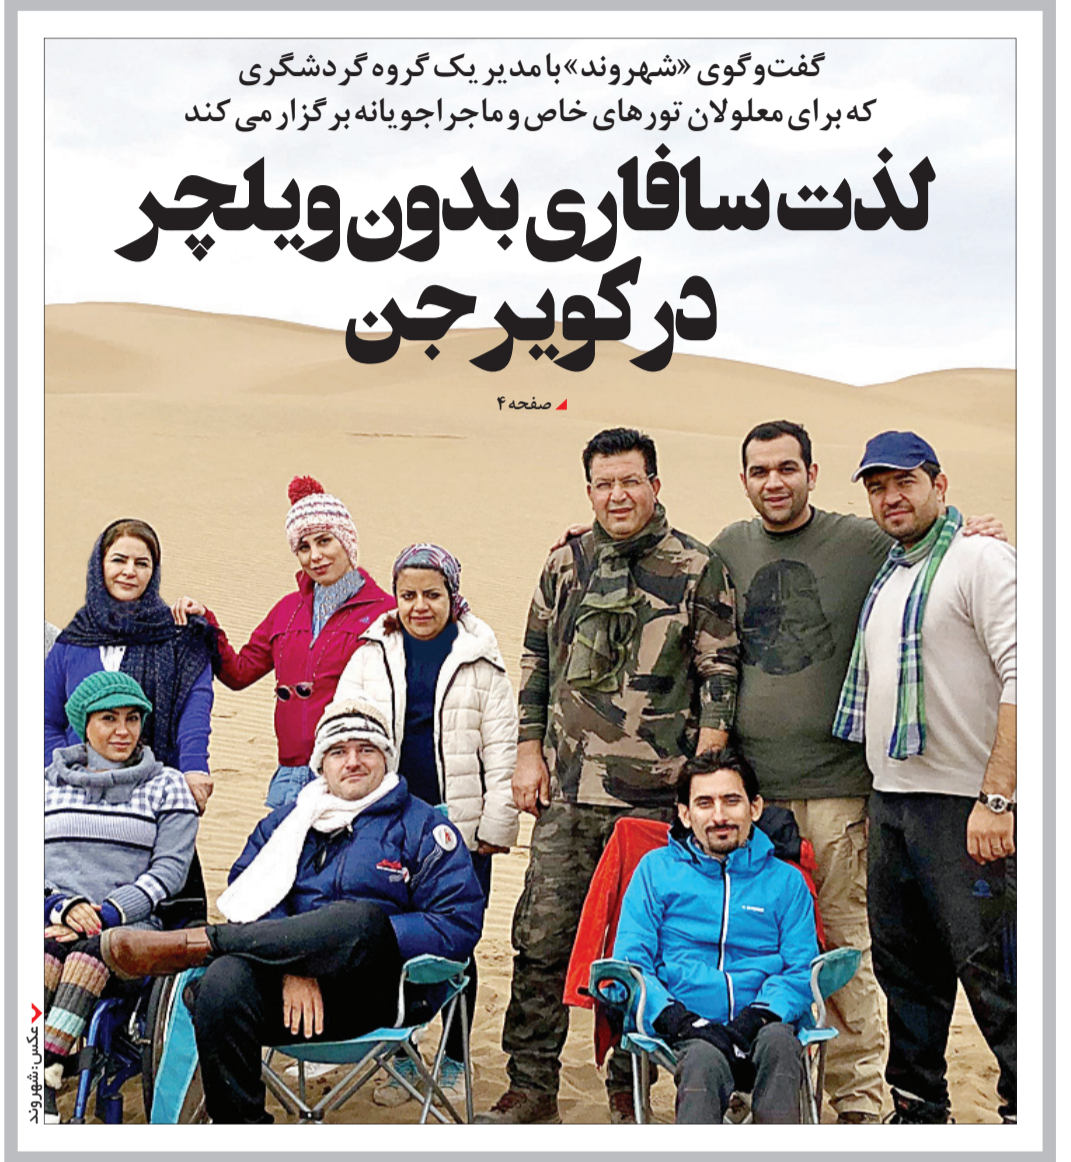 گفت‌وگوی «شهروند» با مدیر یک گروه گردشگری
که برای معلولان تورهای خاص و ماجراجویانه برگزار می کند
لذت سافاری بدون ویلچر
در کویر جن
صفحه ۴
عکس: شهروند